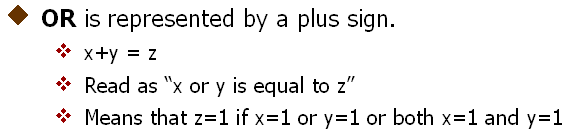 OR is represented by a plus sign.
x+y = z
Read as “x or y is equal to z”
Means that z=1 if x=1 or y=1 or both x=1 and y=1